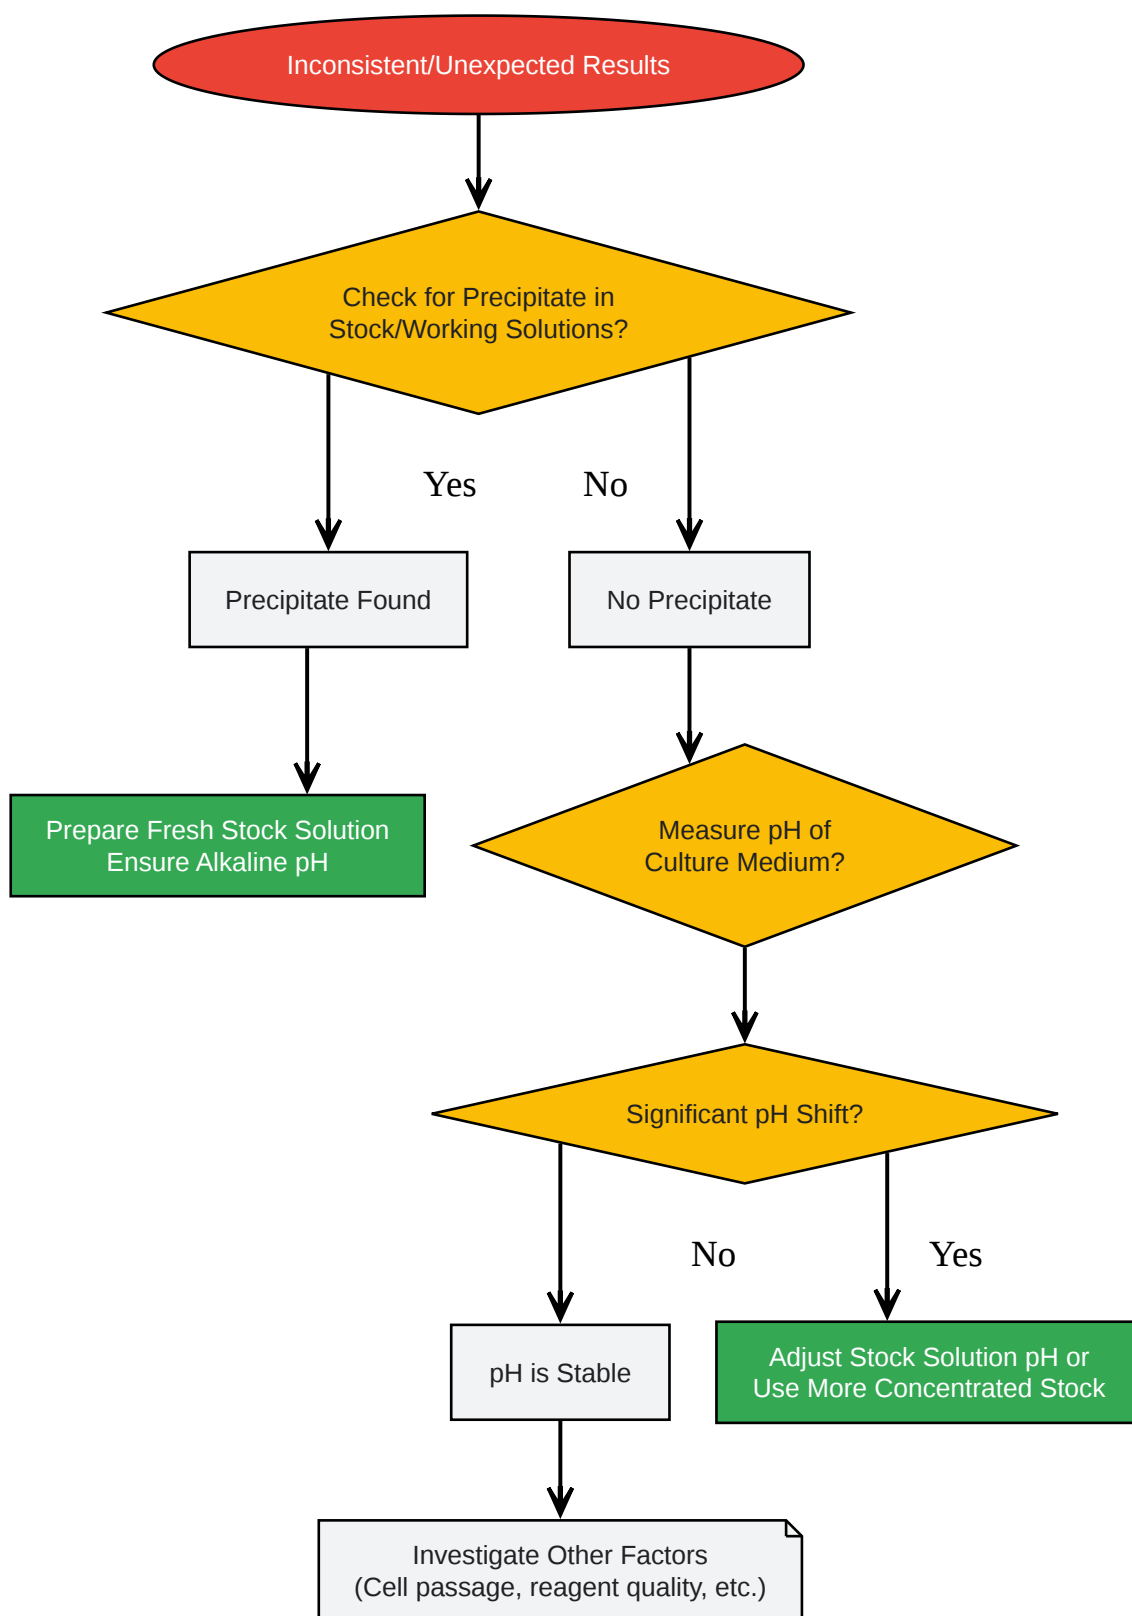 Inconsistent/Unexpected Results
Check for Precipitate in
Stock/Working Solutions?
Yes
No
Precipitate Found
No Precipitate
Prepare Fresh Stock Solution
Ensure Alkaline pH
Measure pH of
Culture Medium?
Significant pH Shift?
No
Yes
pH is Stable
Adjust Stock Solution pH or
Use More Concentrated Stock
Investigate Other Factors
(Cell passage, reagent quality, etc.)